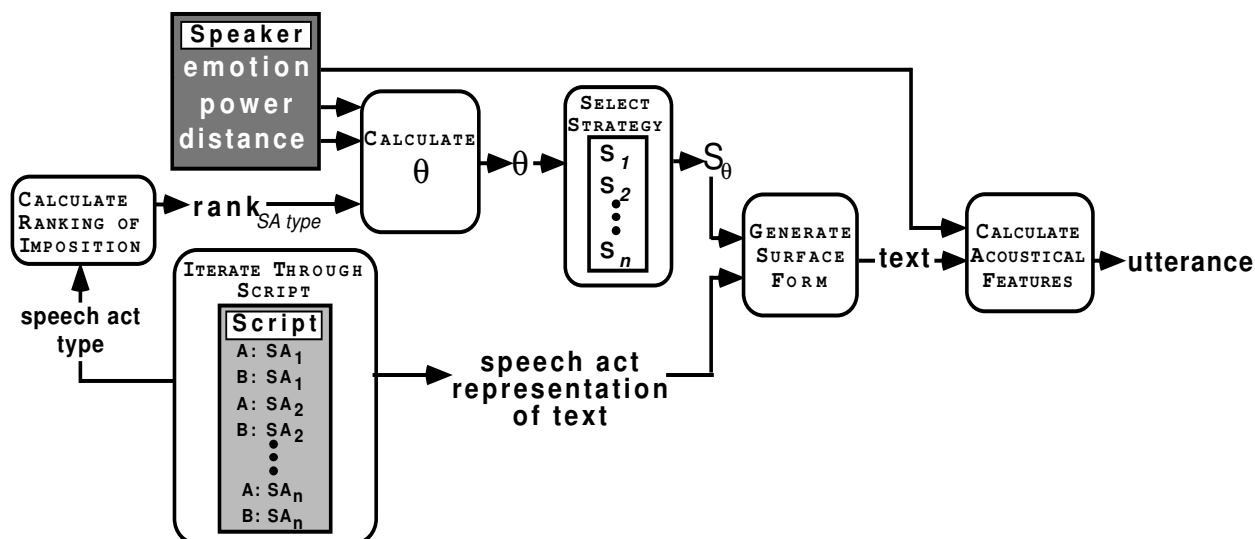 Speaker
emotion
power
distance
CALCULATE
θ
θ
SELECT
STRATEGY
S1
S2
Sn
Sθ
CALCULATE
RANKING OF
IMPOSITION
rank SA type
speech act
type
ITERATE THROUGH
SCRIPT
Script
A: SA1
B: SA1
A: SA2
B: SA2
A: SAn
B: SAn
speech act
representation
of text
GENERATE
SURFACE
FORM
text
CALCULATE
ACOUSTICAL
FEATURES
utterance